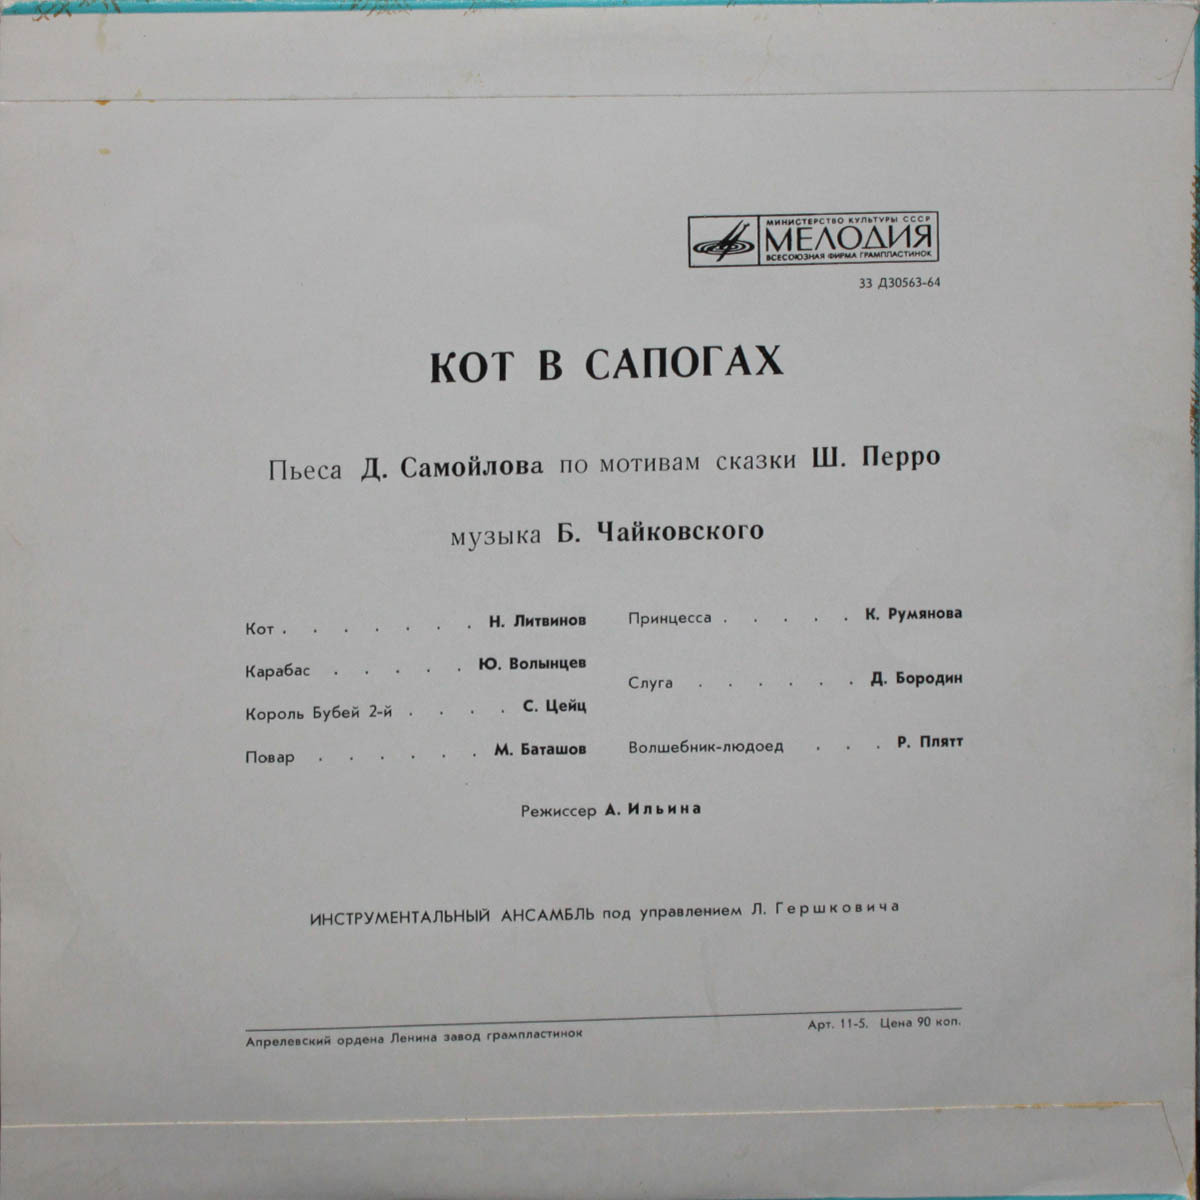 МИНИСТЕРСТВО КУЛЬТУРЫ СССР
МЕЛОДИЯ
ВСЕСОЮЗНАЯ ФИРМА ГРАМПЛАСТИНОК
33 Д30563-64
КОТ В САПОГАХ
Пьеса Д. Самойлова по мотивам сказки Ш. Перро
музыка Б. Чайковского
Кот . . . . . . . Н. Литвинов
Карабас . . . . . Ю. Волынцев
Король Бубей 2-й . . . . С. Цейц
Повар . . . . . . М. Баташов
Принцесса . . . . . К. Румянова
Слуга . . . . . . Д. Бородин
Волшебник-людоед . . . Р. Плятт
Режиссер А. Ильина
ИНСТРУМЕНТАЛЬНЫЙ АНСАМБЛЬ под управлением Л. Гершковича
Апрелевский ордена Ленина завод грампластинок
Арт. 11-5. Цена 90 коп.